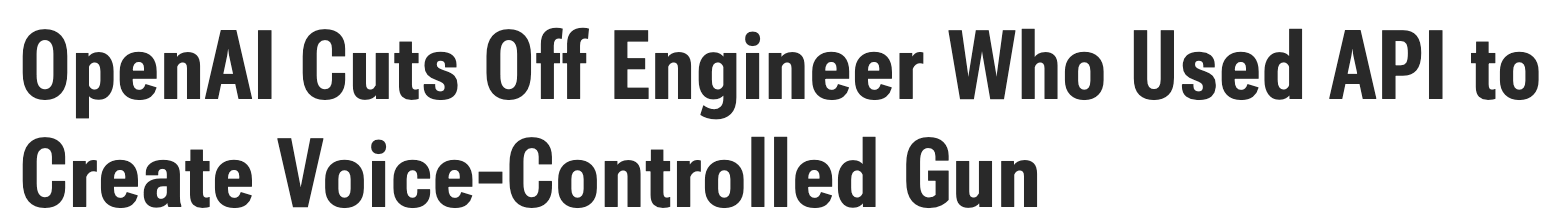 OpenAI Cuts Off Engineer Who Used API to
Create Voice-Controlled Gun